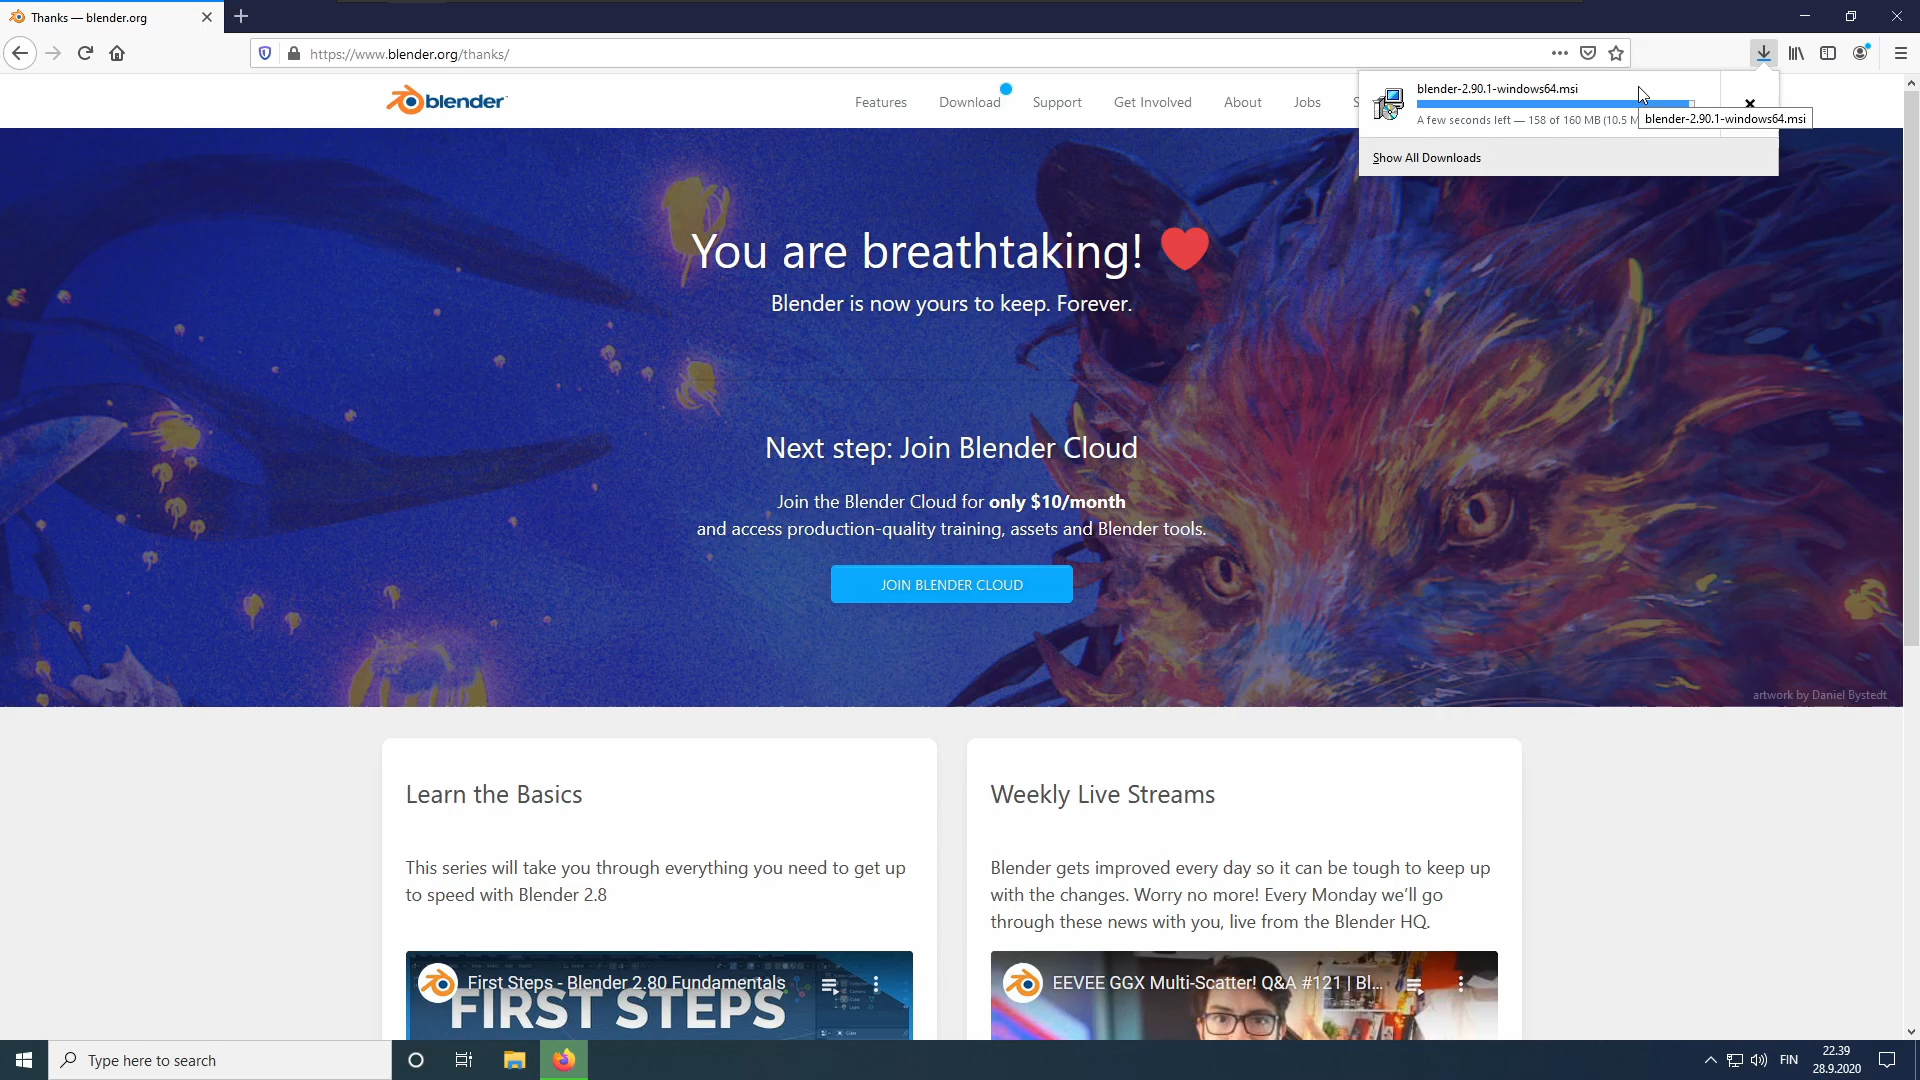 Thanks — blender.org
https://www.blender.org/thanks/
blender
Features
Download
Support
Get Involved
About
Jobs
S
blender-2.90.1-windows64.msi
A few seconds left — 158 of 160 MB (10.5 M
blender-2.90.1-windows64.msi
Show All Downloads
You are breathtaking!
Blender is now yours to keep. Forever.
Next step: Join Blender Cloud
Join the Blender Cloud for only $10/month
and access production-quality training, assets and Blender tools.
JOIN BLENDER CLOUD
artwork by Daniel Bystedt
Learn the Basics
This series will take you through everything you need to get up
to speed with Blender 2.8
First Steps - Blender 2.80 Fundamentals
FIRST STEPS
Weekly Live Streams
Blender gets improved every day so it can be tough to keep up
with the changes. Worry no more! Every Monday we’ll go
through these news with you, live from the Blender HQ.
EEVEE GGX Multi-Scatter! Q&A #121 | Bl...
Type here to search
FIN
22.39
28.9.2020